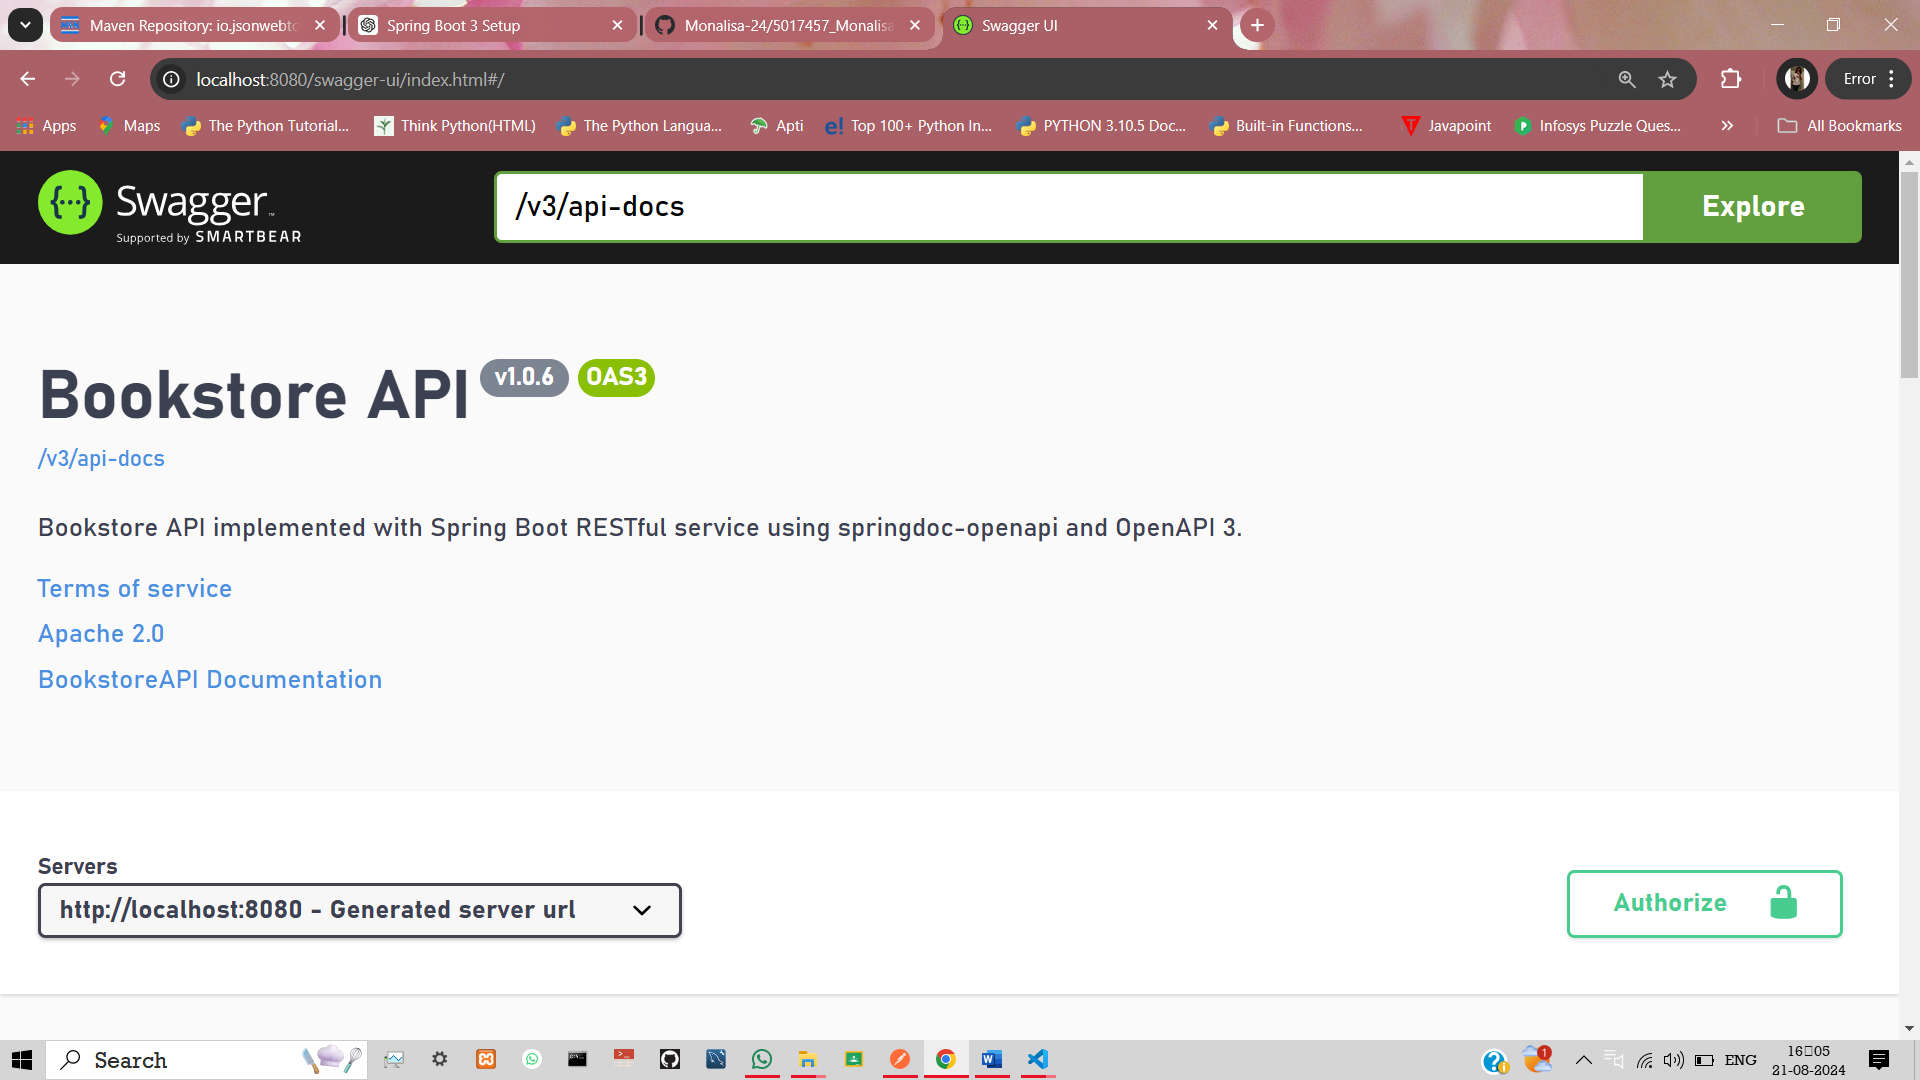 Maven Repository: io.jsonwebto
Spring Boot 3 Setup
Monalisa-24/5017457_Monalisa
Swagger UI
localhost:8080/swagger-ui/index.html#/
Error
Apps
Maps
The Python Tutorial...
Think Python(HTML)
The Python Langua...
Apti
Top 100+ Python In...
PYTHON 3.10.5 Doc...
Built-in Functions...
Javapoint
Infosys Puzzle Ques...
All Bookmarks
Swagger™
Supported by SMARTBEAR
/v3/api-docs
Explore
Bookstore API
v1.0.6
OAS3
/v3/api-docs
Bookstore API implemented with Spring Boot RESTful service using springdoc-openapi and OpenAPI 3.
Terms of service
Apache 2.0
BookstoreAPI Documentation
Servers
http://localhost:8080 - Generated server url
Authorize
Search
1
ENG
16▯05
21-08-2024